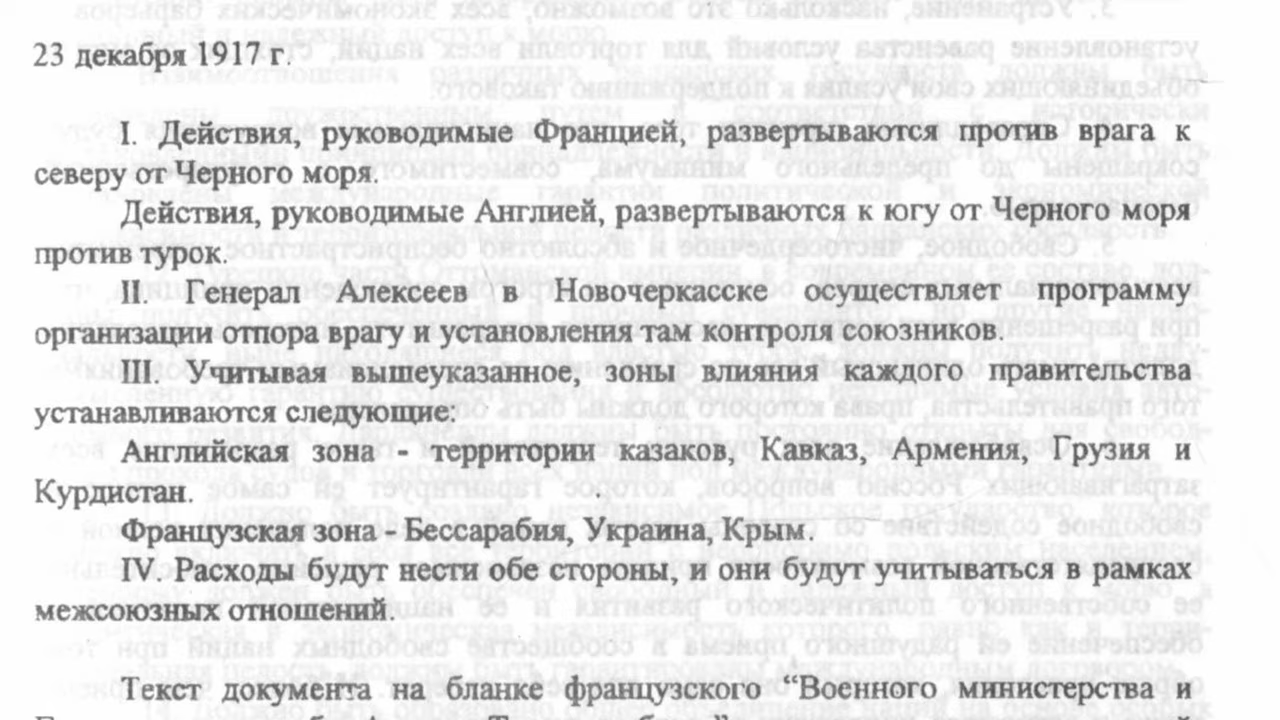 23 декабря 1917 г.
I. Действия, руководимые Францией, развертываются против врага к
северу от Черного моря.
Действия, руководимые Англией, развертываются к югу от Черного моря
против турок.
II. Генерал Алексеев в Новочеркасске осуществляет программу
организации отпора врагу и установления там контроля союзников.
III. Учитывая вышеуказанное, зоны влияния каждого правительства
устанавливаются следующие:
Английская зона - территории казаков, Кавказ, Армения, Грузия и
Курдистан.
Французская зона - Бессарабия, Украина, Крым.
IV. Расходы будут нести обе стороны, и они будут учитываться в рамках
межсоюзных отношений.
Текст документа на бланке французского "Военного министерства и